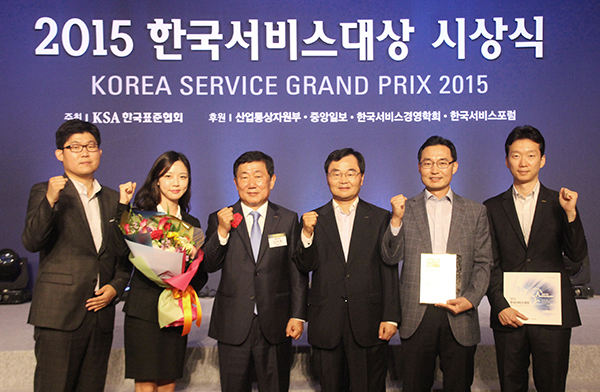 2015 한국서비스대상 시상식
KOREA SERVICE GRAND PRIX 2015
주최 | KSA 한국표준협회 후원 | 산업통상자원부 · 중앙일보 · 한국서비스경영학회 · 한국서비스포럼